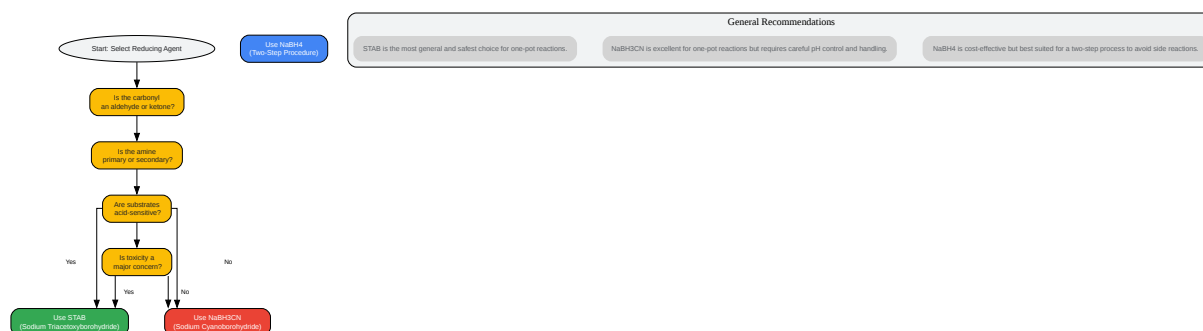 General Recommendations
Start: Select Reducing Agent
Use NaBH4
(Two-Step Procedure)
STAB is the most general and safest choice for one-pot reactions.
NaBH3CN is excellent for one-pot reactions but requires careful pH control and handling.
NaBH4 is cost-effective but best suited for a two-step process to avoid side reactions.
Is the carbonyl
an aldehyde or ketone?
Is the amine
primary or secondary?
Are substrates
acid-sensitive?
Is toxicity a
major concern?
Yes
No
Yes
No
Use STAB
(Sodium Triacetoxyborohydride)
Use NaBH3CN
(Sodium Cyanoborohydride)